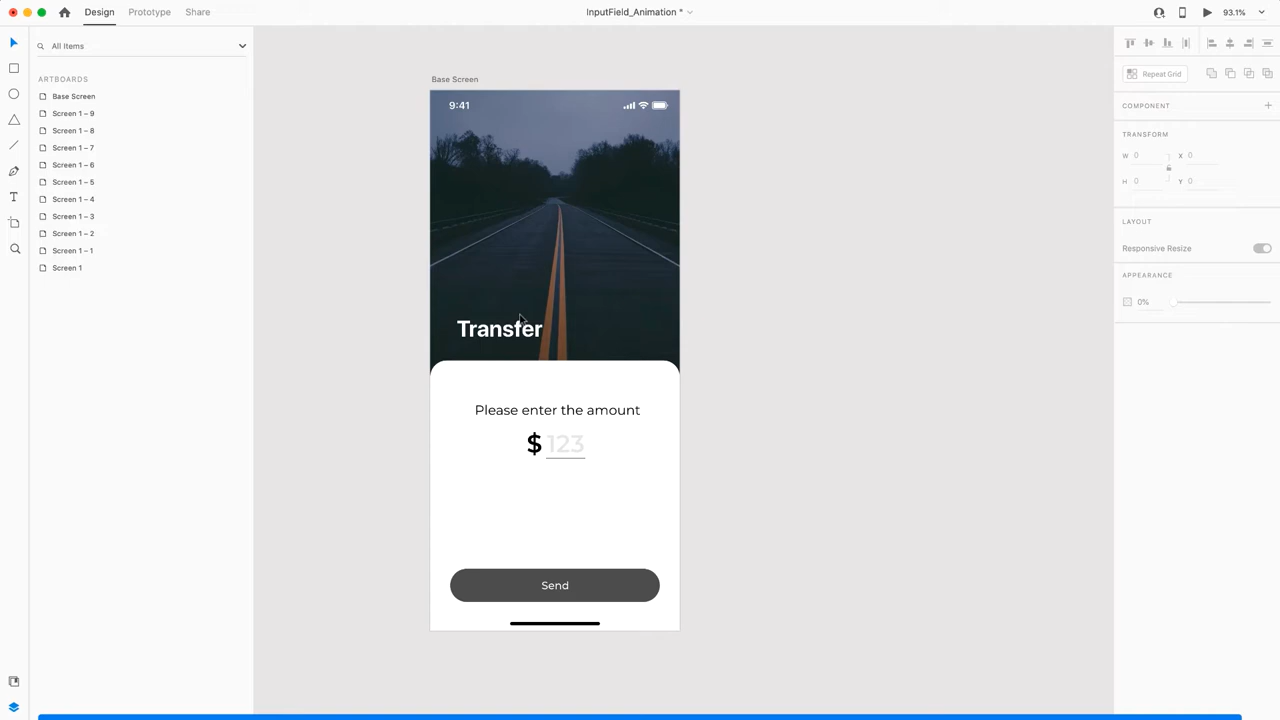 Design Prototype Share InputField_Animation * 93.1%
All Items
ARTBOARDS
Base Screen
Screen 1 – 9
Screen 1 – 8
Screen 1 – 7
Screen 1 – 6
Screen 1 – 5
Screen 1 – 4
Screen 1 – 3
Screen 1 – 2
Screen 1 – 1
Screen 1
Base Screen
9:41
Transfer
Please enter the amount
$ 123
Send
Repeat Grid
COMPONENT
TRANSFORM
W 0 X 0
H 0 Y 0
LAYOUT
Responsive Resize
APPEARANCE
0%